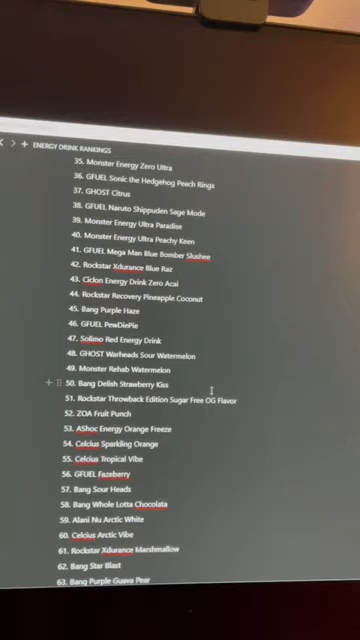 ENERGY DRINK RANKINGS
35. Monster Energy Zero Ultra
36. GFUEL Sonic the Hedgehog Peach Rings
37. GHOST Citrus
38. GFUEL Naruto Shippuden Sage Mode
39. Monster Energy Ultra Paradise
40. Monster Energy Ultra Peachy Keen
41. GFUEL Mega Man Blue Bomber Slushee
42. Rockstar Xdurance Blue Raz
43. Ciclon Energy Drink Zero Acai
44. Rockstar Recovery Pineapple Coconut
45. Bang Purple Haze
46. GFUEL PewDiePie
47. Solimo Red Energy Drink
48. GHOST Warheads Sour Watermelon
49. Monster Rehab Watermelon
50. Bang Delish Strawberry Kiss
51. Rockstar Throwback Edition Sugar Free OG Flavor
52. ZOA Fruit Punch
53. AShoc Energy Orange Freeze
54. Celcius Sparkling Orange
55. Celcius Tropical Vibe
56. GFUEL Fazeberry
57. Bang Sour Heads
58. Bang Whole Lotta Chocolata
59. Alani Nu Arctic White
60. Celcius Arctic Vibe
61. Rockstar Xdurance Marshmallow
62. Bang Star Blast
63. Bang Purple Guava Pear